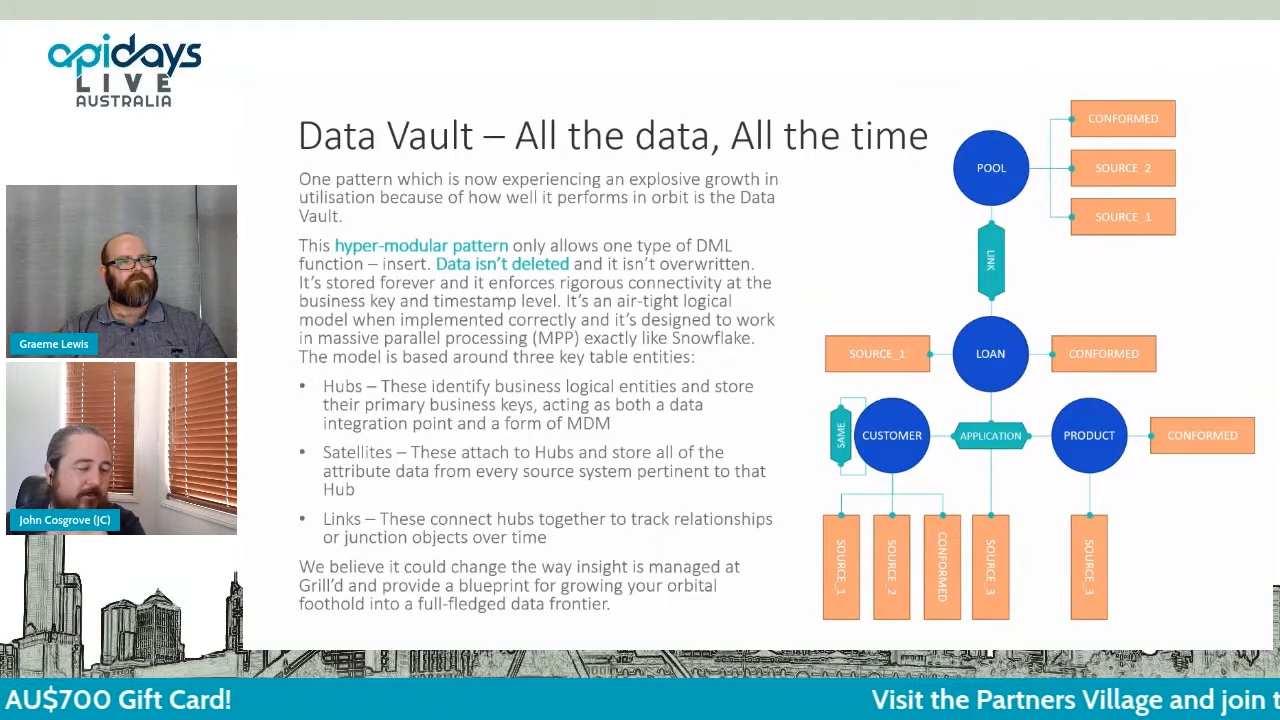 apidays
LIVE
AUSTRALIA
Data Vault – All the data, All the time
One pattern which is now experiencing an explosive growth in
utilisation because of how well it performs in orbit is the Data
Vault.
This hyper-modular pattern only allows one type of DML
function – insert. Data isn't deleted and it isn't overwritten.
It's stored forever and it enforces rigorous connectivity at the
business key and timestamp level. It's an air-tight logical
model when implemented correctly and it's designed to work
in massive parallel processing (MPP) exactly like Snowflake.
The model is based around three key table entities:
• Hubs – These identify business logical entities and store
their primary business keys, acting as both a data
integration point and a form of MDM
• Satellites – These attach to Hubs and store all of the
attribute data from every source system pertinent to that
Hub
• Links – These connect hubs together to track relationships
or junction objects over time
We believe it could change the way insight is managed at
Grill'd and provide a blueprint for growing your orbital
foothold into a full-fledged data frontier.
POOL
CONFORMED
SOURCE_2
SOURCE_1
LINK
SOURCE_1
LOAN
CONFORMED
SAME
CUSTOMER
APPLICATION
PRODUCT
CONFORMED
SOURCE_1
SOURCE_2
CONFORMED
SOURCE_3
SOURCE_3
Graeme Lewis
John Cosgrove (JC)
AU$700 Gift Card!
Visit the Partners Village and join t